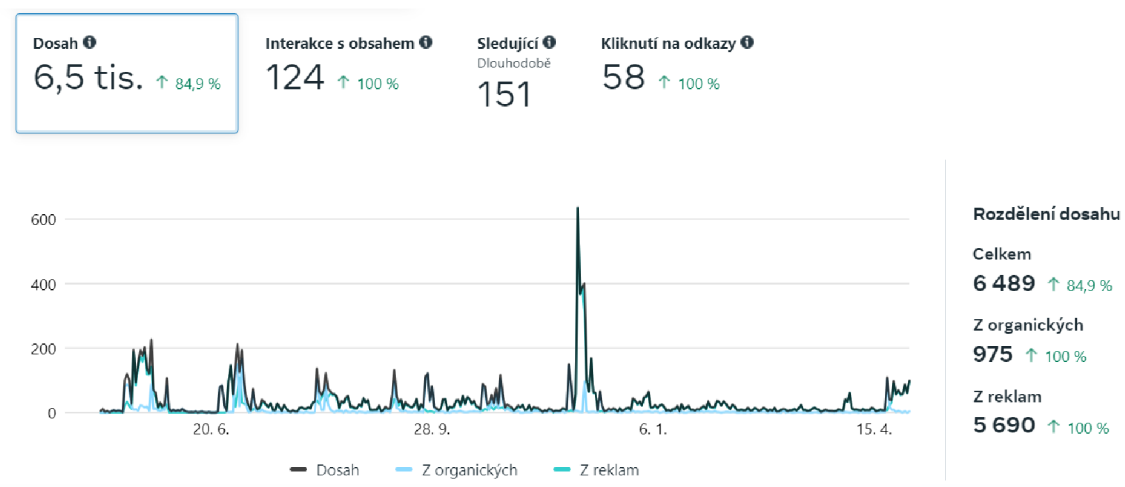 Dosah
6,5 tis. ↑ 84,9 %
Interakce s obsahem
124 ↑ 100 %
Sledující
Dlouhodobě
151
Kliknutí na odkazy
58 ↑ 100 %
600
400
200
0
20. 6.
28. 9.
6. 1.
15. 4.
Dosah
Z organických
Z reklam
Rozdělení dosahu
Celkem
6 489 ↑ 84,9 %
Z organických
975 ↑ 100 %
Z reklam
5 690 ↑ 100 %